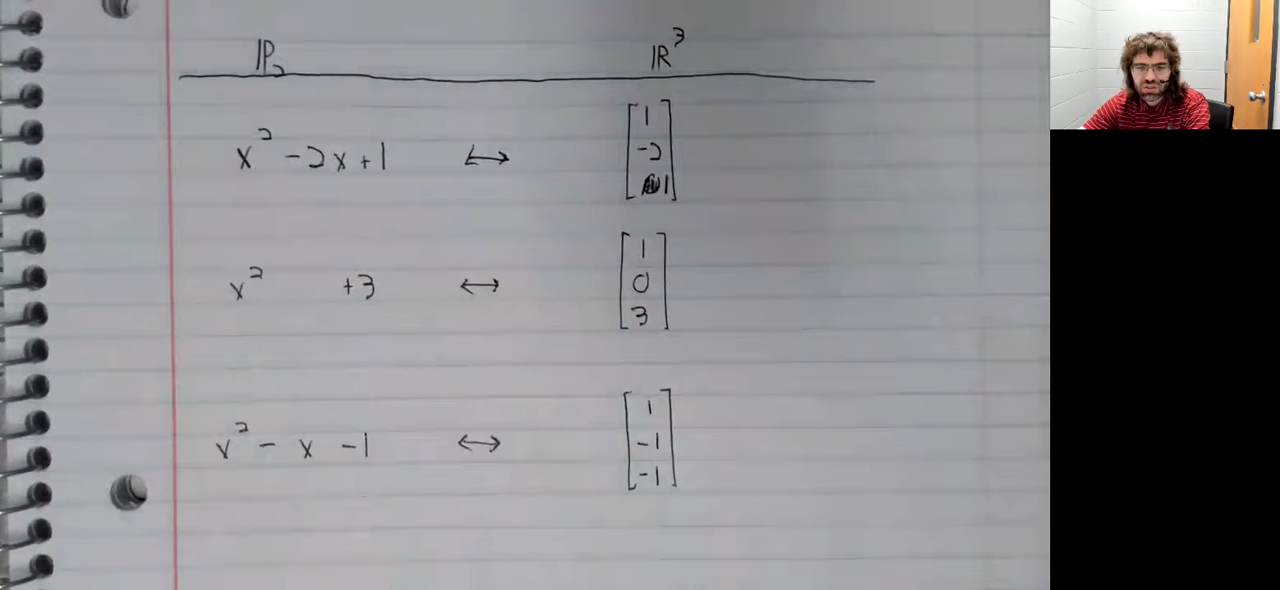 ℙ₂ ℝ³
x² - 2x + 1 ↔ [1 -2 1]
x² +3 ↔ [1 0 3]
x² - x - 1 ↔ [1 -1 -1]